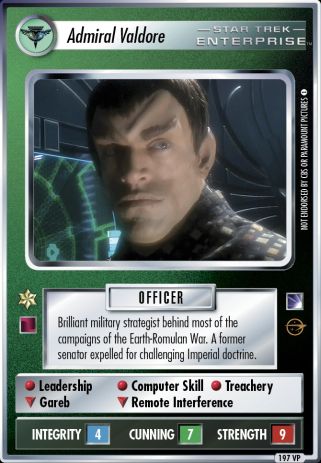 Admiral Valdore
STAR TREK
ENTERPRISE™
NOT ENDORSED BY CBS OR PARAMOUNT PICTURES
OFFICER
Brilliant military strategist behind most of the
campaigns of the Earth-Romulan War. A former
senator expelled for challenging Imperial doctrine.
Leadership Computer Skill Treachery
Gareb Remote Interference
INTEGRITY 4 CUNNING 7 STRENGTH 9
197 VP